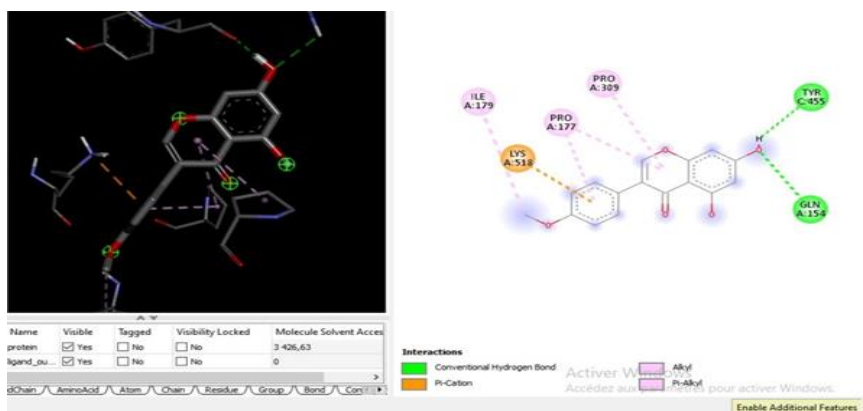 Name Visible Tagged Visibility Locked Molecule Solvent Acces
protein Yes No No 3 426,63
ligand_ou... Yes No No 0
dChain AminoAcid Atom Chain Residue Group Bond
PRO
A:309
ILE
A:179
PRO
A:177
TYR
C:455
LYS
A:518
H
GLN
A:154
Interactions
Conventional Hydrogen Bond
Pi-Cation
Alkyl
Pi-Alkyl
Activer Windows
Accédez aux paramètres pour activer Windows.
Enable Additional Features